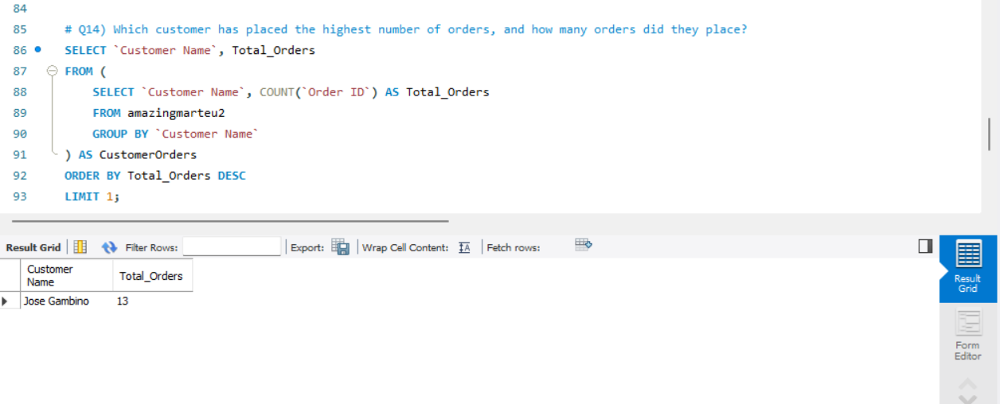 84
85 # Q14) Which customer has placed the highest number of orders, and how many orders did they place?
86 SELECT `Customer Name`, Total_Orders
87 FROM (
88 SELECT `Customer Name`, COUNT(`Order ID`) AS Total_Orders
89 FROM amazingmarteu2
90 GROUP BY `Customer Name`
91 ) AS CustomerOrders
92 ORDER BY Total_Orders DESC
93 LIMIT 1;
Result Grid Filter Rows: Export: Wrap Cell Content: IA Fetch rows:
Customer Name Total_Orders
Jose Gambino 13
Result Grid
Form Editor